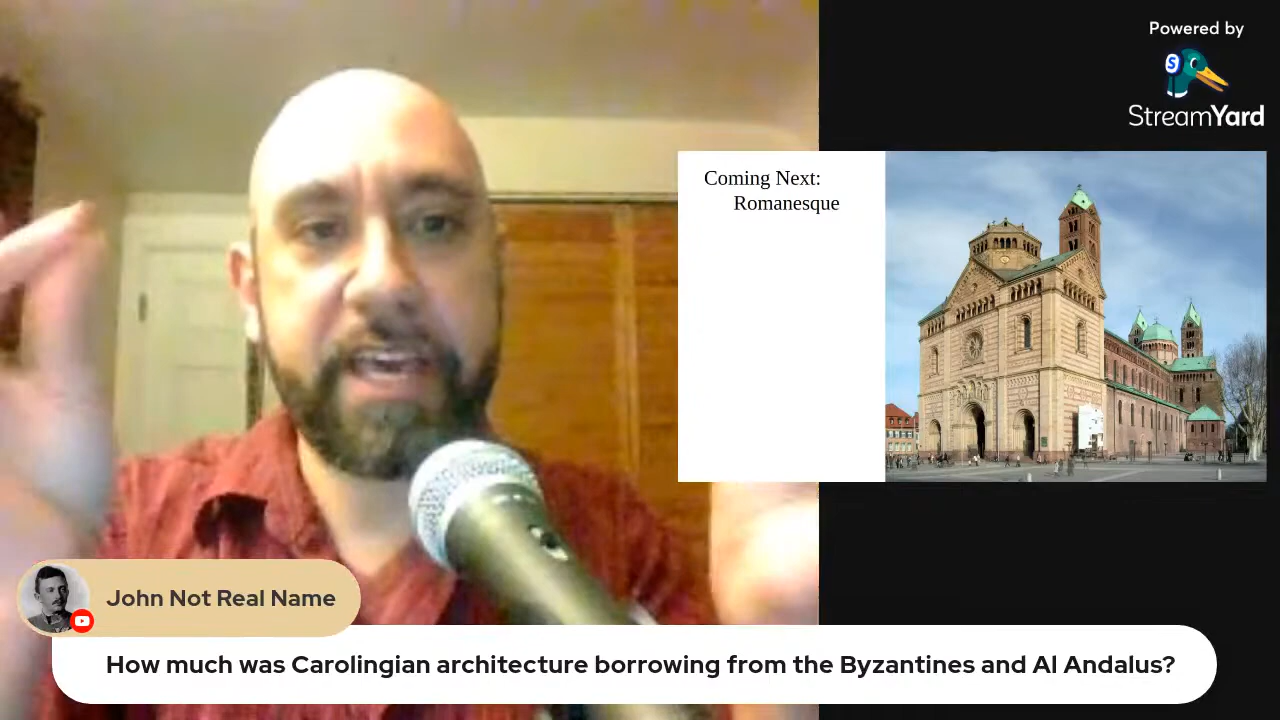 Powered by
S
StreamYard
Coming Next:
Romanesque
John Not Real Name
How much was Carolingian architecture borrowing from the Byzantines and Al Andalus?